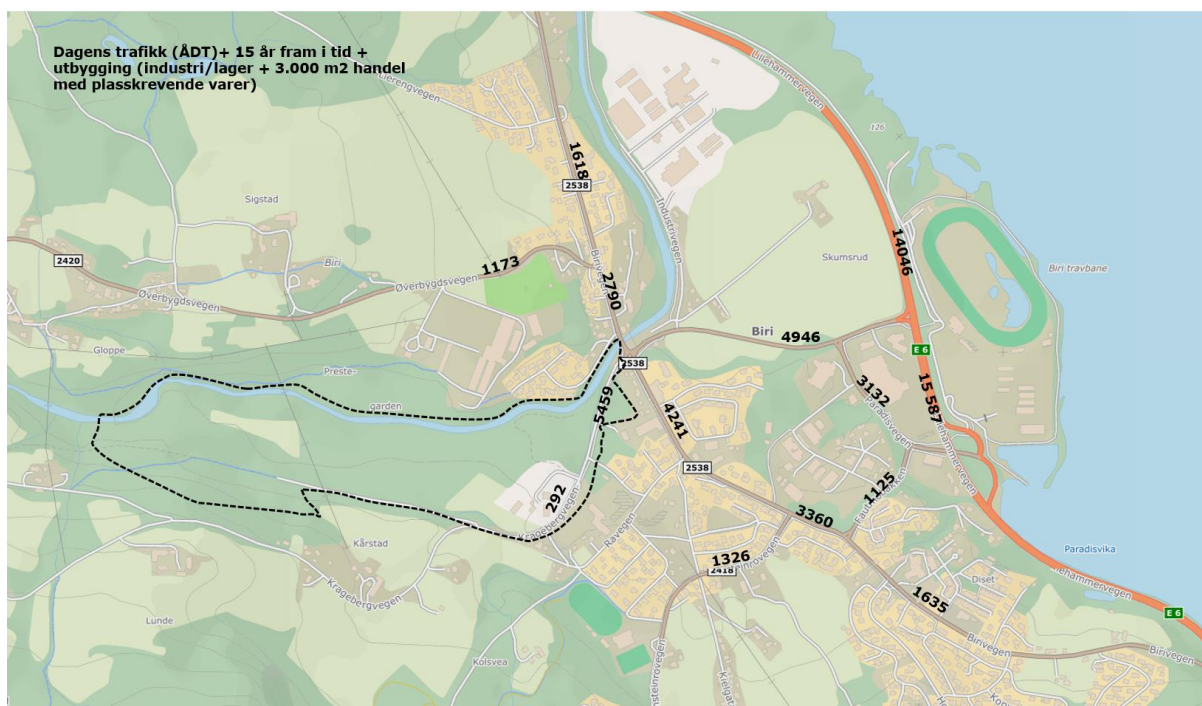 Dagens trafikk (ÅDT)+ 15 år fram i tid +
utbygging (industri/lager + 3.000 m2 handel
med plasskrevende varer)
Lierengvegen
Lillehammervegen
126
1618
2538
Sigstad
Industrivegen
14046
Skumsrud
Biri travbane
2420
Biri
1173
Øverbygdsvegen
Øverbygdsvegen
2790
Biri
4946
E 6
Gloppe
Preste-
garden
2538
5459
4241
3132
Paradisvegen
15 587
2538
1125
292
Kragebergvegen
Ravegen
3360
Kårstad
1326
2418
Paradisvika
Kragebergvegen
Diset
1635
E 6
Lunde
Kolsvea
Birivegen
Birivegen